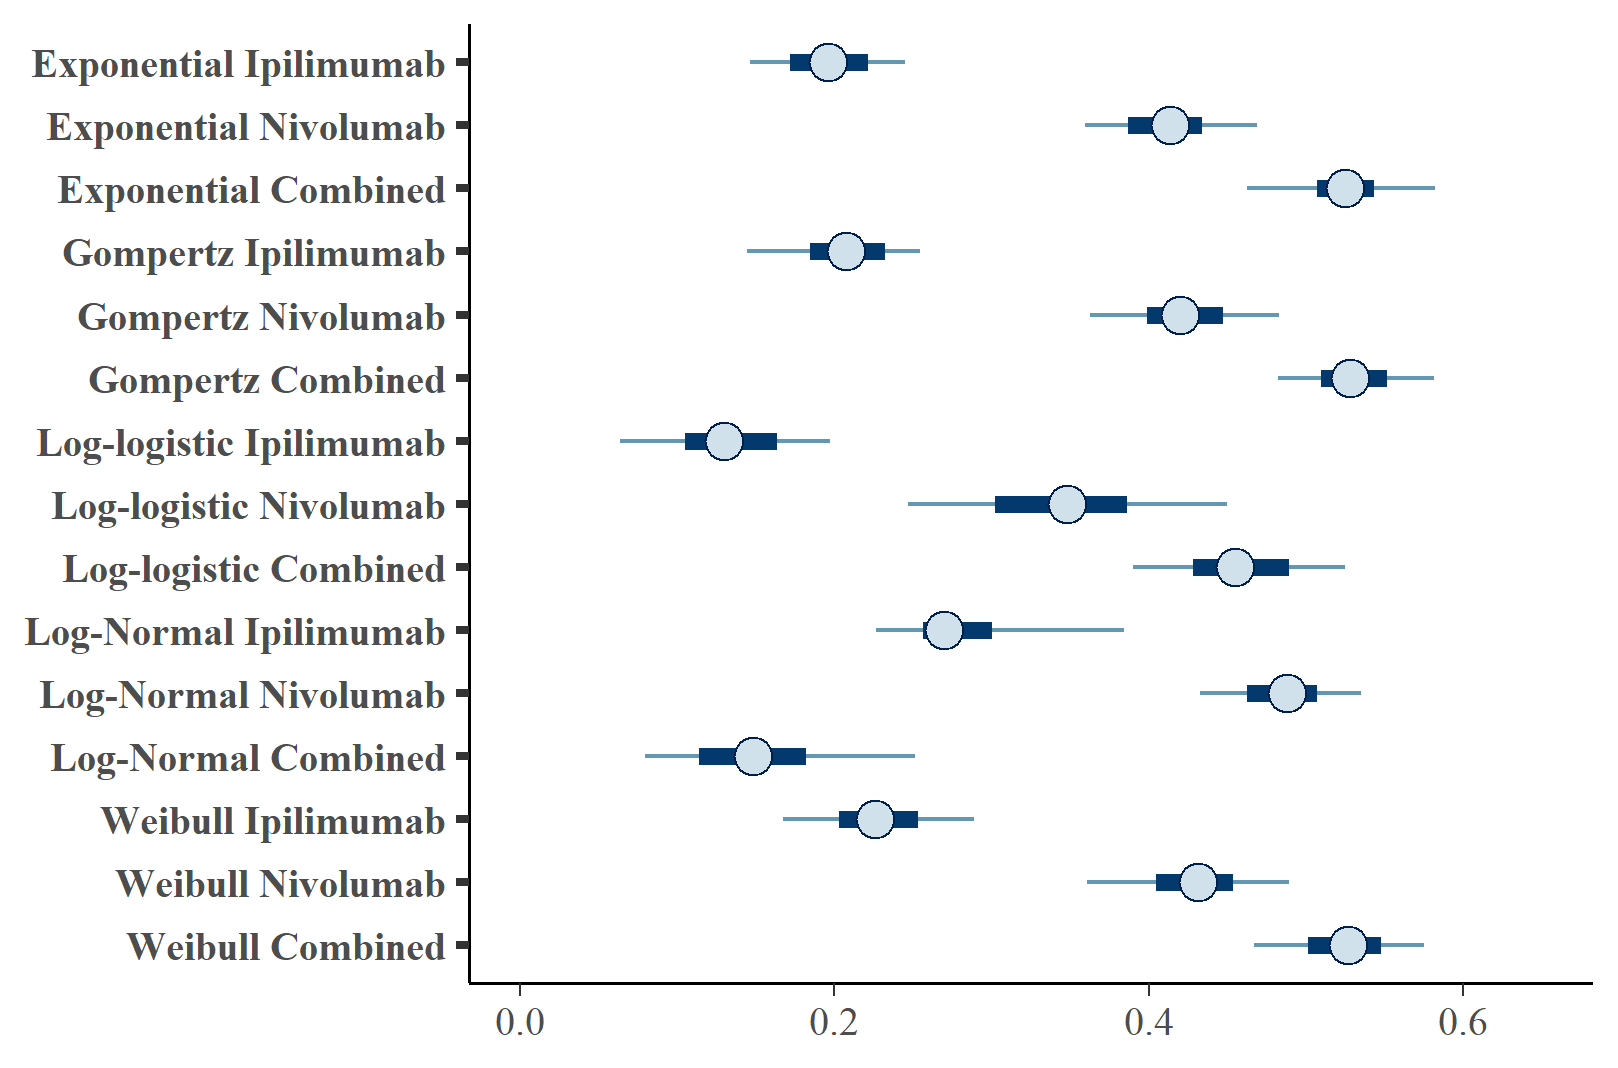 Exponential Ipilimumab
Exponential Nivolumab
Exponential Combined
Gompertz Ipilimumab
Gompertz Nivolumab
Gompertz Combined
Log-logistic Ipilimumab
Log-logistic Nivolumab
Log-logistic Combined
Log-Normal Ipilimumab
Log-Normal Nivolumab
Log-Normal Combined
Weibull Ipilimumab
Weibull Nivolumab
Weibull Combined
0.0 0.2 0.4 0.6